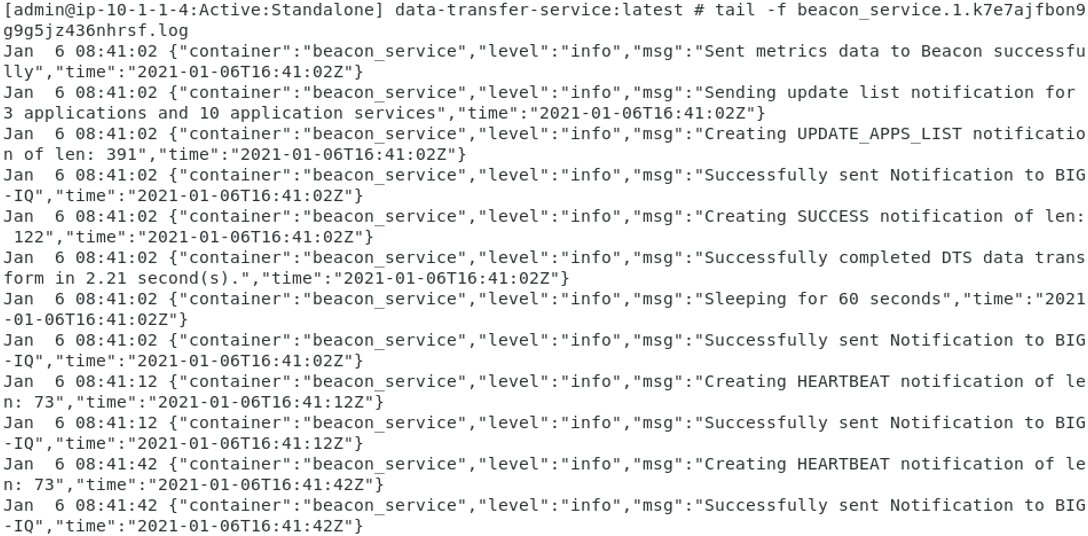 [admin@ip-10-1-1-4:Active:Standalone] data-transfer-service:latest # tail -f beacon_service.1.k7e7ajfbon9
g9g5jz436nhrsf.log
Jan  6 08:41:02 {"container":"beacon_service","level":"info","msg":"Sent metrics data to Beacon successfu
lly","time":"2021-01-06T16:41:02Z"}
Jan  6 08:41:02 {"container":"beacon_service","level":"info","msg":"Sending update list notification for
3 applications and 10 application services","time":"2021-01-06T16:41:02Z"}
Jan  6 08:41:02 {"container":"beacon_service","level":"info","msg":"Creating UPDATE_APPS_LIST notificatio
n of len: 391","time":"2021-01-06T16:41:02Z"}
Jan  6 08:41:02 {"container":"beacon_service","level":"info","msg":"Successfully sent Notification to BIG
-IQ","time":"2021-01-06T16:41:02Z"}
Jan  6 08:41:02 {"container":"beacon_service","level":"info","msg":"Creating SUCCESS notification of len:
 122","time":"2021-01-06T16:41:02Z"}
Jan  6 08:41:02 {"container":"beacon_service","level":"info","msg":"Successfully completed DTS data trans
form in 2.21 second(s).","time":"2021-01-06T16:41:02Z"}
Jan  6 08:41:02 {"container":"beacon_service","level":"info","msg":"Sleeping for 60 seconds","time":"2021
-01-06T16:41:02Z"}
Jan  6 08:41:02 {"container":"beacon_service","level":"info","msg":"Successfully sent Notification to BIG
-IQ","time":"2021-01-06T16:41:02Z"}
Jan  6 08:41:12 {"container":"beacon_service","level":"info","msg":"Creating HEARTBEAT notification of le
n: 73","time":"2021-01-06T16:41:12Z"}
Jan  6 08:41:12 {"container":"beacon_service","level":"info","msg":"Successfully sent Notification to BIG
-IQ","time":"2021-01-06T16:41:12Z"}
Jan  6 08:41:42 {"container":"beacon_service","level":"info","msg":"Creating HEARTBEAT notification of le
n: 73","time":"2021-01-06T16:41:42Z"}
Jan  6 08:41:42 {"container":"beacon_service","level":"info","msg":"Successfully sent Notification to BIG
-IQ","time":"2021-01-06T16:41:42Z"}